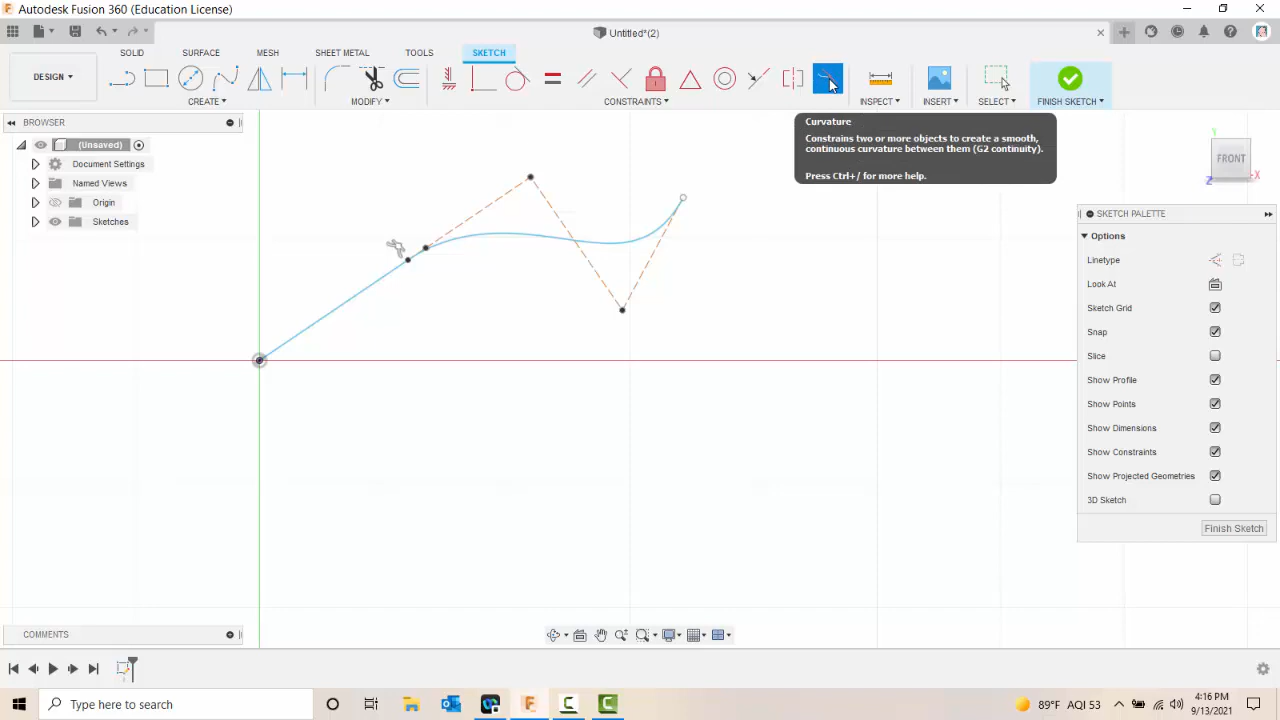 Autodesk Fusion 360 (Education License)
Untitled*(2)
SOLID SURFACE MESH SHEET METAL TOOLS SKETCH
DESIGN
CREATE MODIFY CONSTRAINTS INSPECT INSERT SELECT FINISH SKETCH
BROWSER
(Unsaved)
Document Settings
Named Views
Origin
Sketches
Curvature
Constrains two or more objects to create a smooth,
continuous curvature between them (G2 continuity).
Press Ctrl+/ for more help.
Y
FRONT
Z X
SKETCH PALETTE
Options
Linetype
Look At
Sketch Grid
Snap
Slice
Show Profile
Show Points
Show Dimensions
Show Constraints
Show Projected Geometries
3D Sketch
Finish Sketch
COMMENTS
Type here to search
89°F AQI 53
4:16 PM
9/13/2021